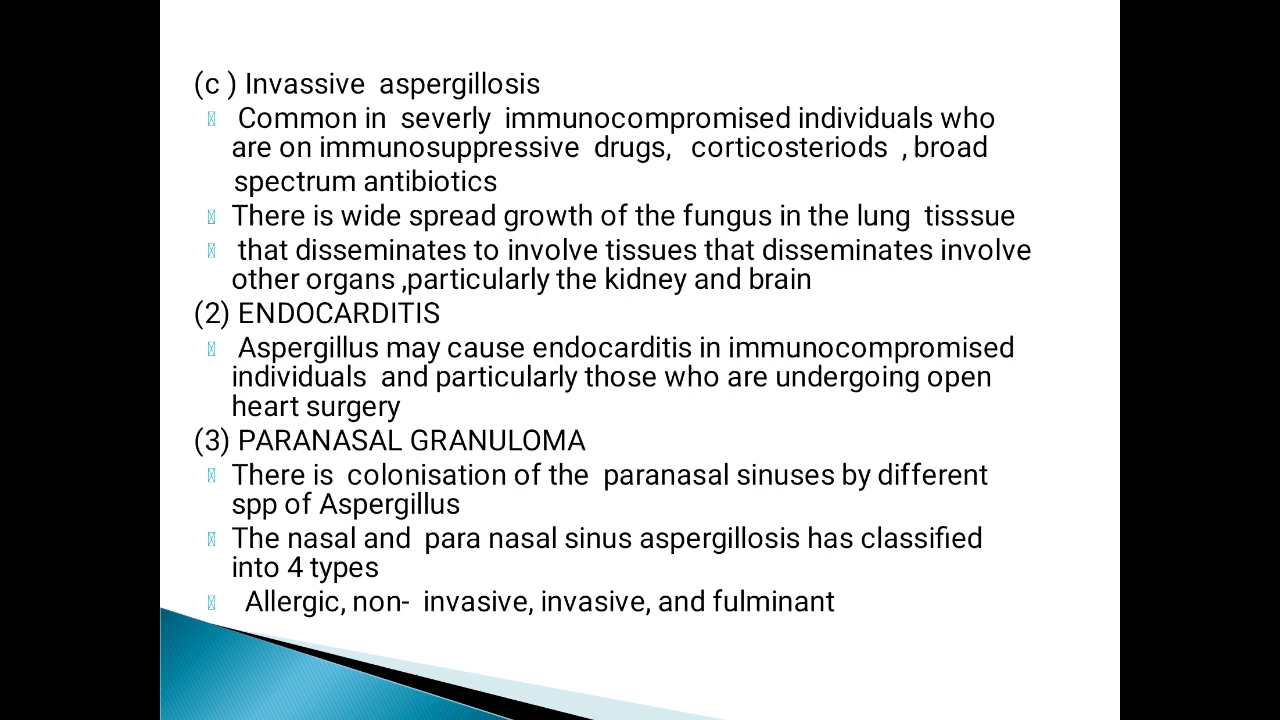 (c ) Invassive aspergillosis
Common in severly immunocompromised individuals who
are on immunosuppressive drugs, corticosteriods , broad
spectrum antibiotics
There is wide spread growth of the fungus in the lung tisssue
that disseminates to involve tissues that disseminates involve
other organs ,particularly the kidney and brain
(2) ENDOCARDITIS
Aspergillus may cause endocarditis in immunocompromised
individuals and particularly those who are undergoing open
heart surgery
(3) PARANASAL GRANULOMA
There is colonisation of the paranasal sinuses by different
spp of Aspergillus
The nasal and para nasal sinus aspergillosis has classified
into 4 types
Allergic, non- invasive, invasive, and fulminant